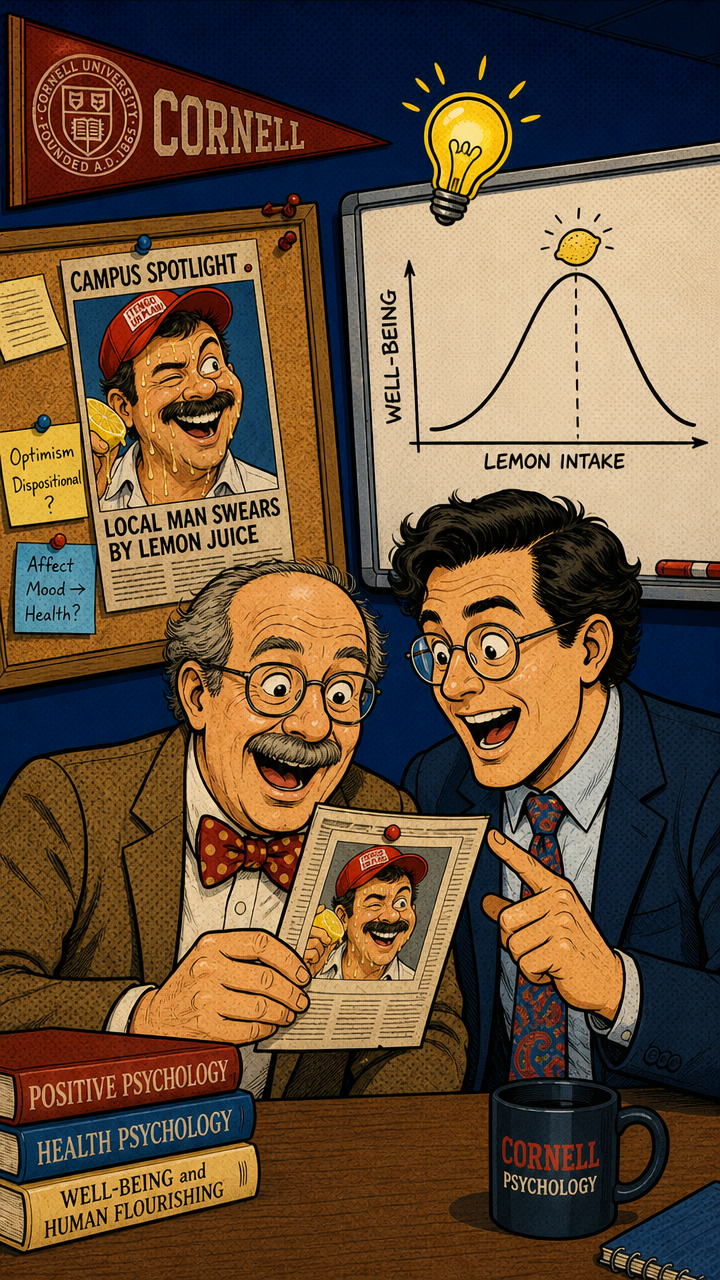 CORNELL UNIVERSITY
FOUNDED A.D. 1865
CORNELL
CAMPUS SPOTLIGHT
LOCAL MAN SWEARS
BY LEMON JUICE
Optimism
Dispositional
?
Affect
Mood →
Health?
WELL-BEING
LEMON INTAKE
POSITIVE PSYCHOLOGY
HEALTH PSYCHOLOGY
WELL-BEING and
HUMAN FLOURISHING
CORNELL
PSYCHOLOGY